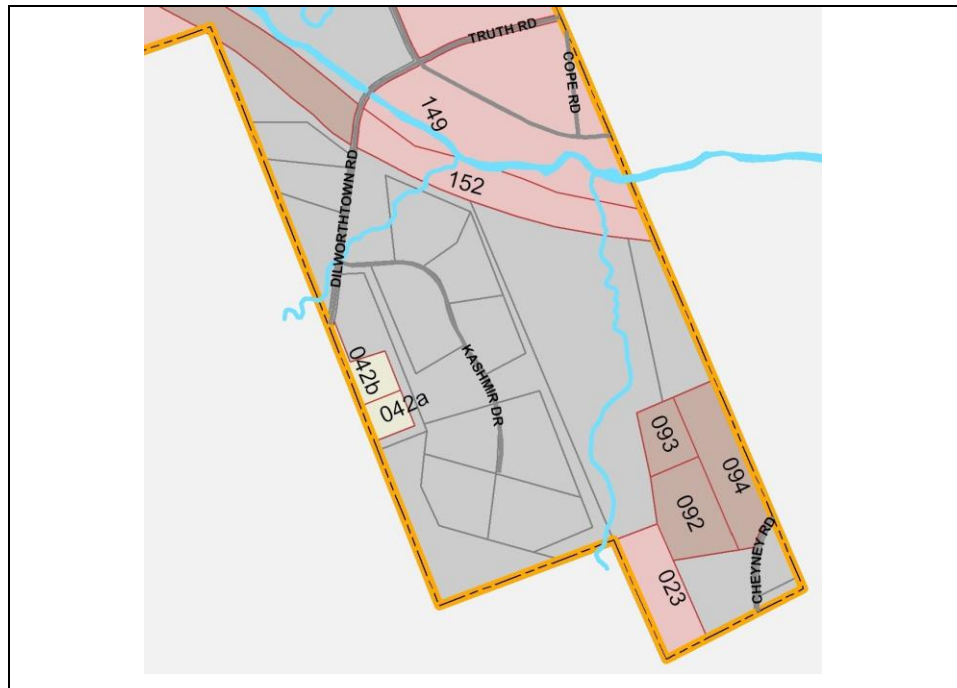 TRUTH RD
COPE RD
149
152
DILWORTHTOWN RD
KASHMIR DR
042b
042a
093
094
092
CHEYNEY RD
023